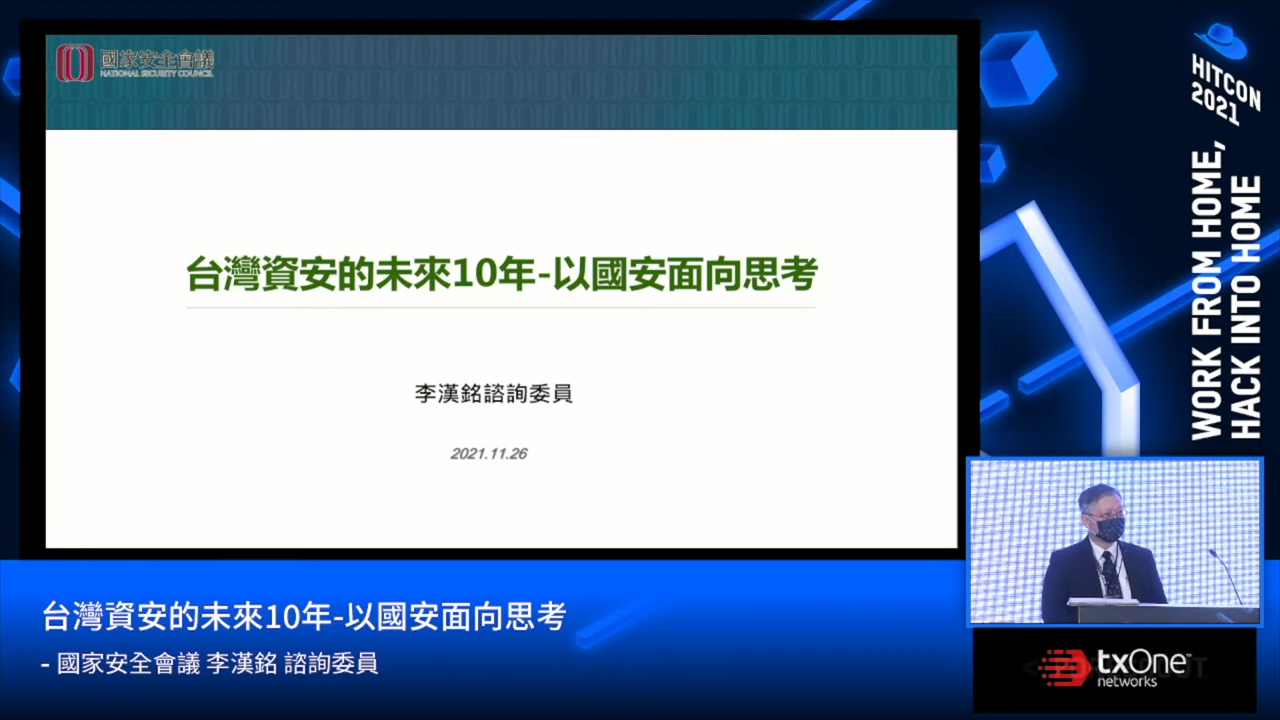 國家安全會議
NATIONAL SECURITY COUNCIL
台灣資安的未來10年-以國安面向思考
李漢銘諮詢委員
2021.11.26
HITCON
2021
WORK FROM HOME,
HACK INTO HOME
台灣資安的未來10年-以國安面向思考
- 國家安全會議 李漢銘 諮詢委員
txOne™
networks